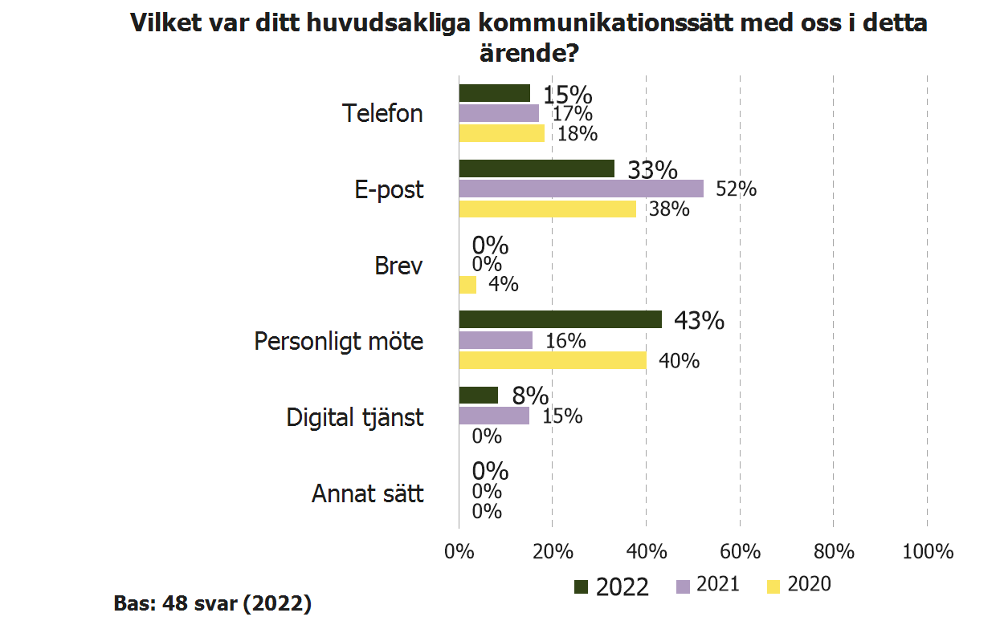 Vilket var ditt huvudsakliga kommunikationssätt med oss i detta
ärende?
Telefon
15%
17%
18%
E-post
33%
52%
38%
Brev
0%
0%
4%
Personligt möte
43%
16%
40%
Digital tjänst
8%
15%
0%
Annat sätt
0%
0%
0%
0% 20% 40% 60% 80% 100%
2022 2021 2020
Bas: 48 svar (2022)